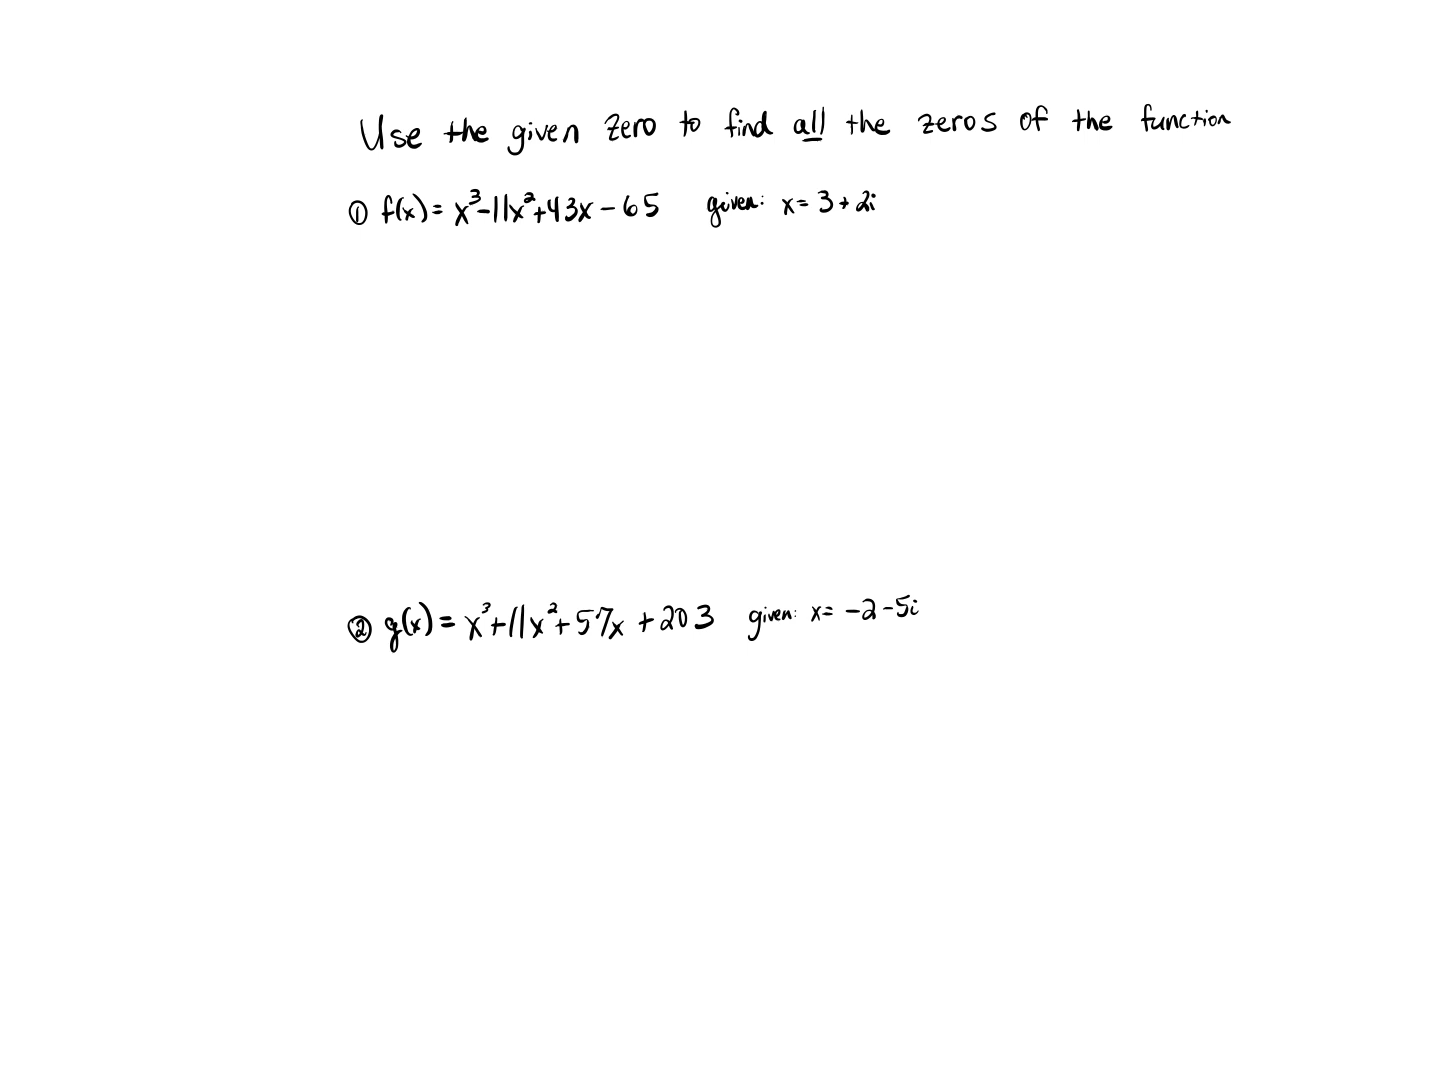 Use the given zero to find all the zeros of the function
① f(x) = x³-11x²+43x-65 given: x= 3+2i
② g(x) = x³+11x²+57x+203 given: x= -2-5i